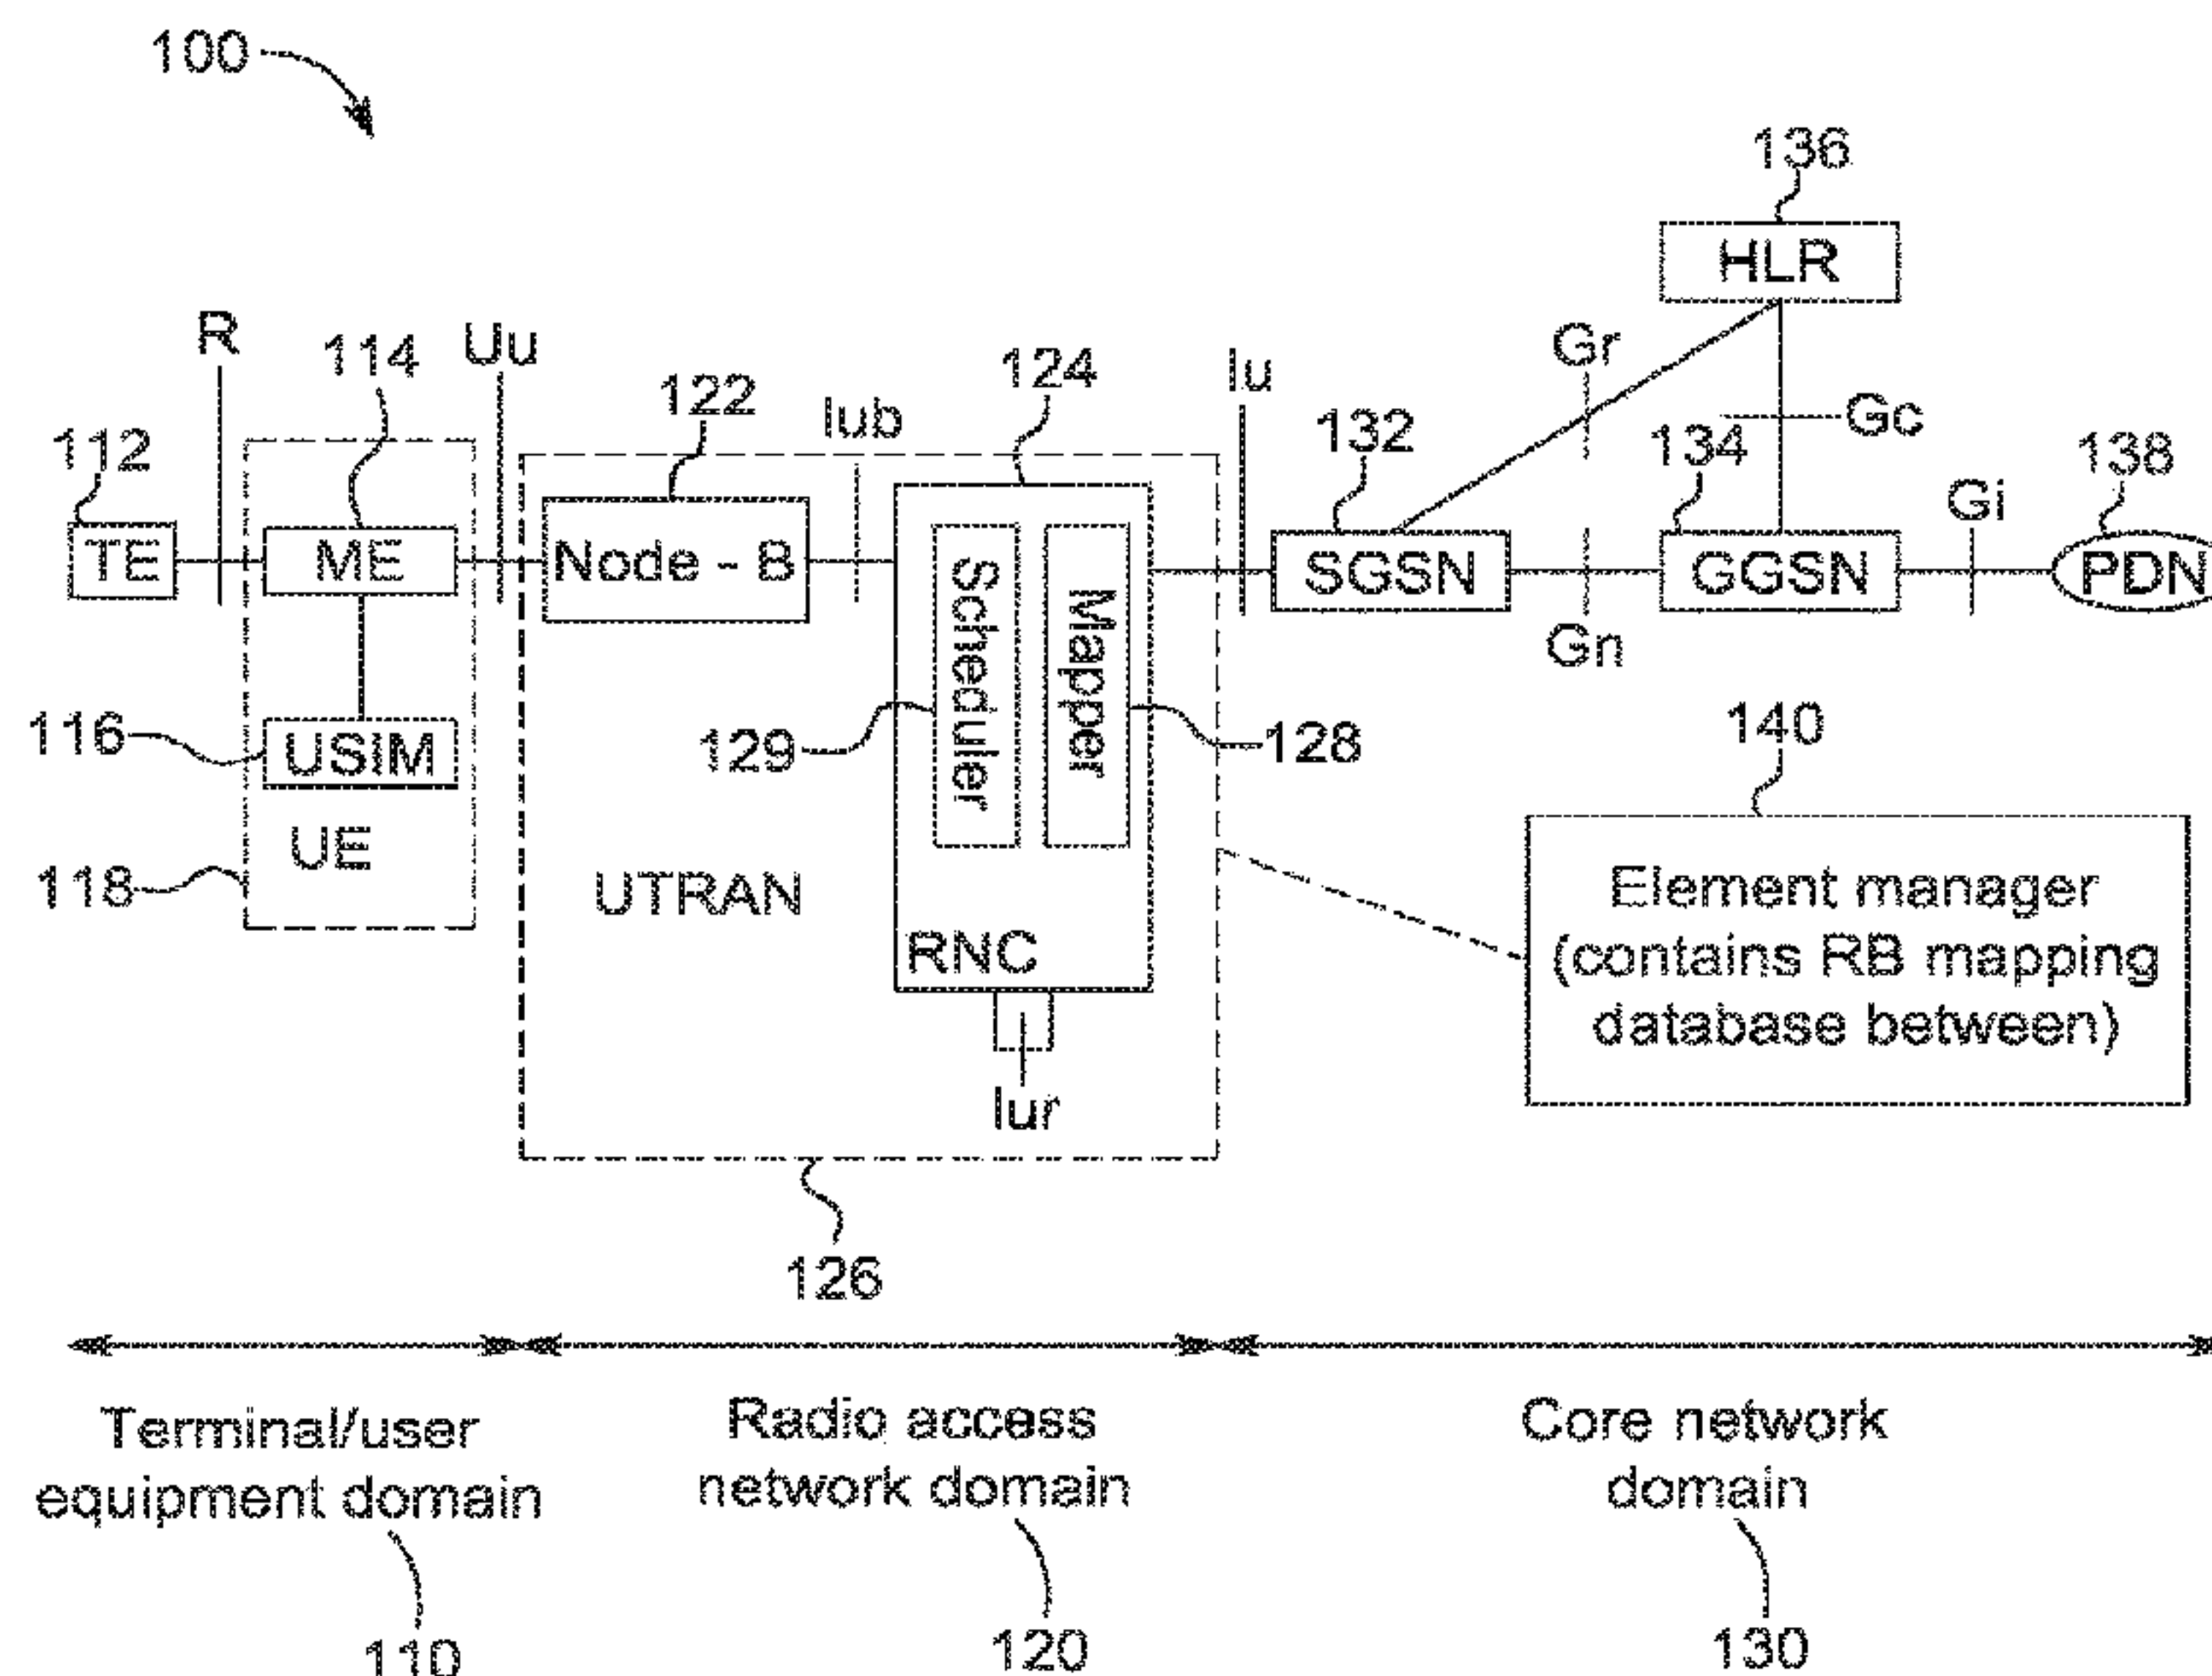 100
136
HLR
R
114
Uu
122
Iub
124
Iu
Gr
132
134
Gc
138
112
Gi
TE
ME
Node - B
Scheduler
Mapper
SGSN
GGSN
PDN
Gn
116
USIM
129
128
140
UE
118
UTRAN
RNC
Element manager
(contains RB mapping
database between)
Iur
126
Terminal/user
equipment domain
Radio access
network domain
Core network
domain
110
120
130